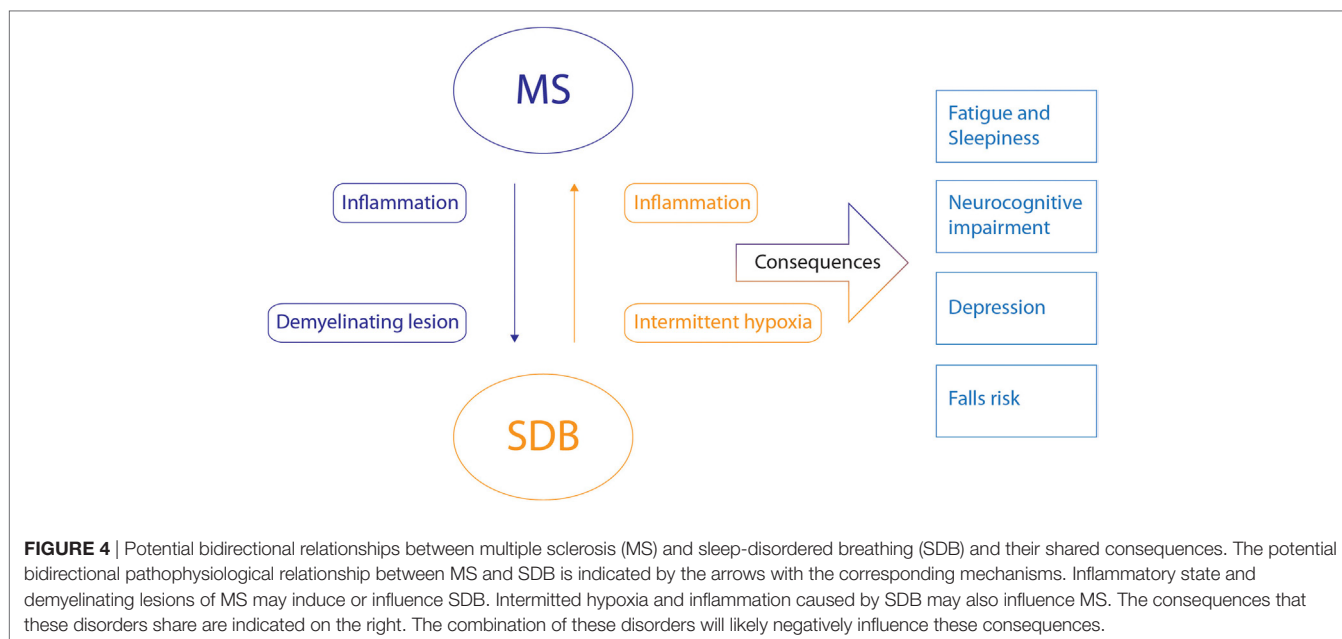 MS
Inflammation
Inflammation
Demyelinating lesion
Intermittent hypoxia
SDB
Consequences
Fatigue and
Sleepiness
Neurocognitive
impairment
Depression
Falls risk
FIGURE 4 | Potential bidirectional relationships between multiple sclerosis (MS) and sleep-disordered breathing (SDB) and their shared consequences. The potential
bidirectional pathophysiological relationship between MS and SDB is indicated by the arrows with the corresponding mechanisms. Inflammatory state and
demyelinating lesions of MS may induce or influence SDB. Intermitted hypoxia and inflammation caused by SDB may also influence MS. The consequences that
these disorders share are indicated on the right. The combination of these disorders will likely negatively influence these consequences.